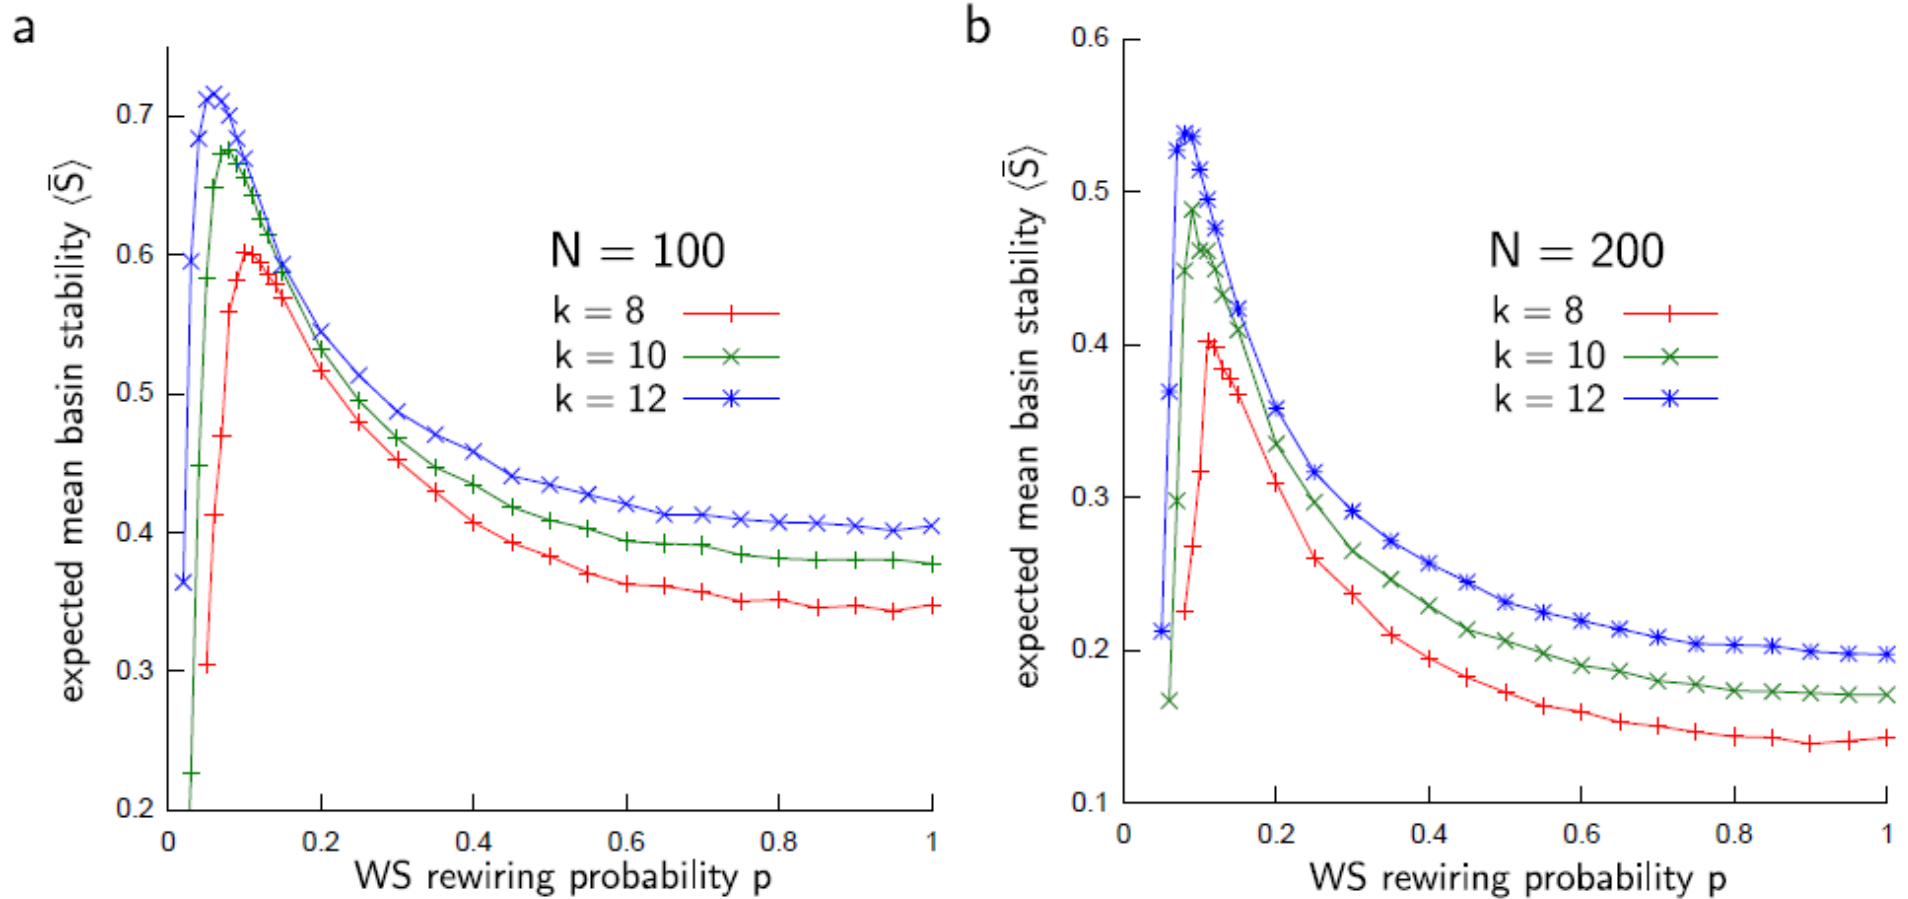 a
expected mean basin stability ⟨S̄⟩
0.7
0.6
0.5
0.4
0.3
0.2
N = 100
k = 8
k = 10
k = 12
0 0.2 0.4 0.6 0.8 1
WS rewiring probability p
b
expected mean basin stability ⟨S̄⟩
0.6
0.5
0.4
0.3
0.2
0.1
N = 200
k = 8
k = 10
k = 12
0 0.2 0.4 0.6 0.8 1
WS rewiring probability p